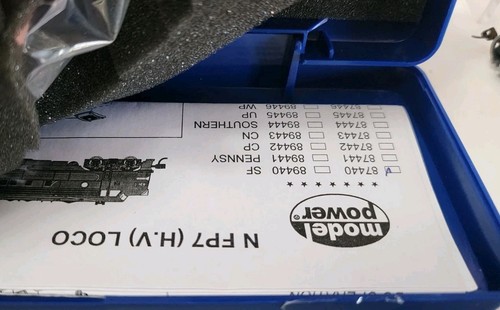 OPERATION
N FP7 (H.V) LOCO
model
power
* * * * * * *
87440 89440 SF
87441 89441 PENNSY
87442 89442 CP
87443 89443 CN
87444 89444 SOUTHERN
87445 89445 UP
87446 89446 WP